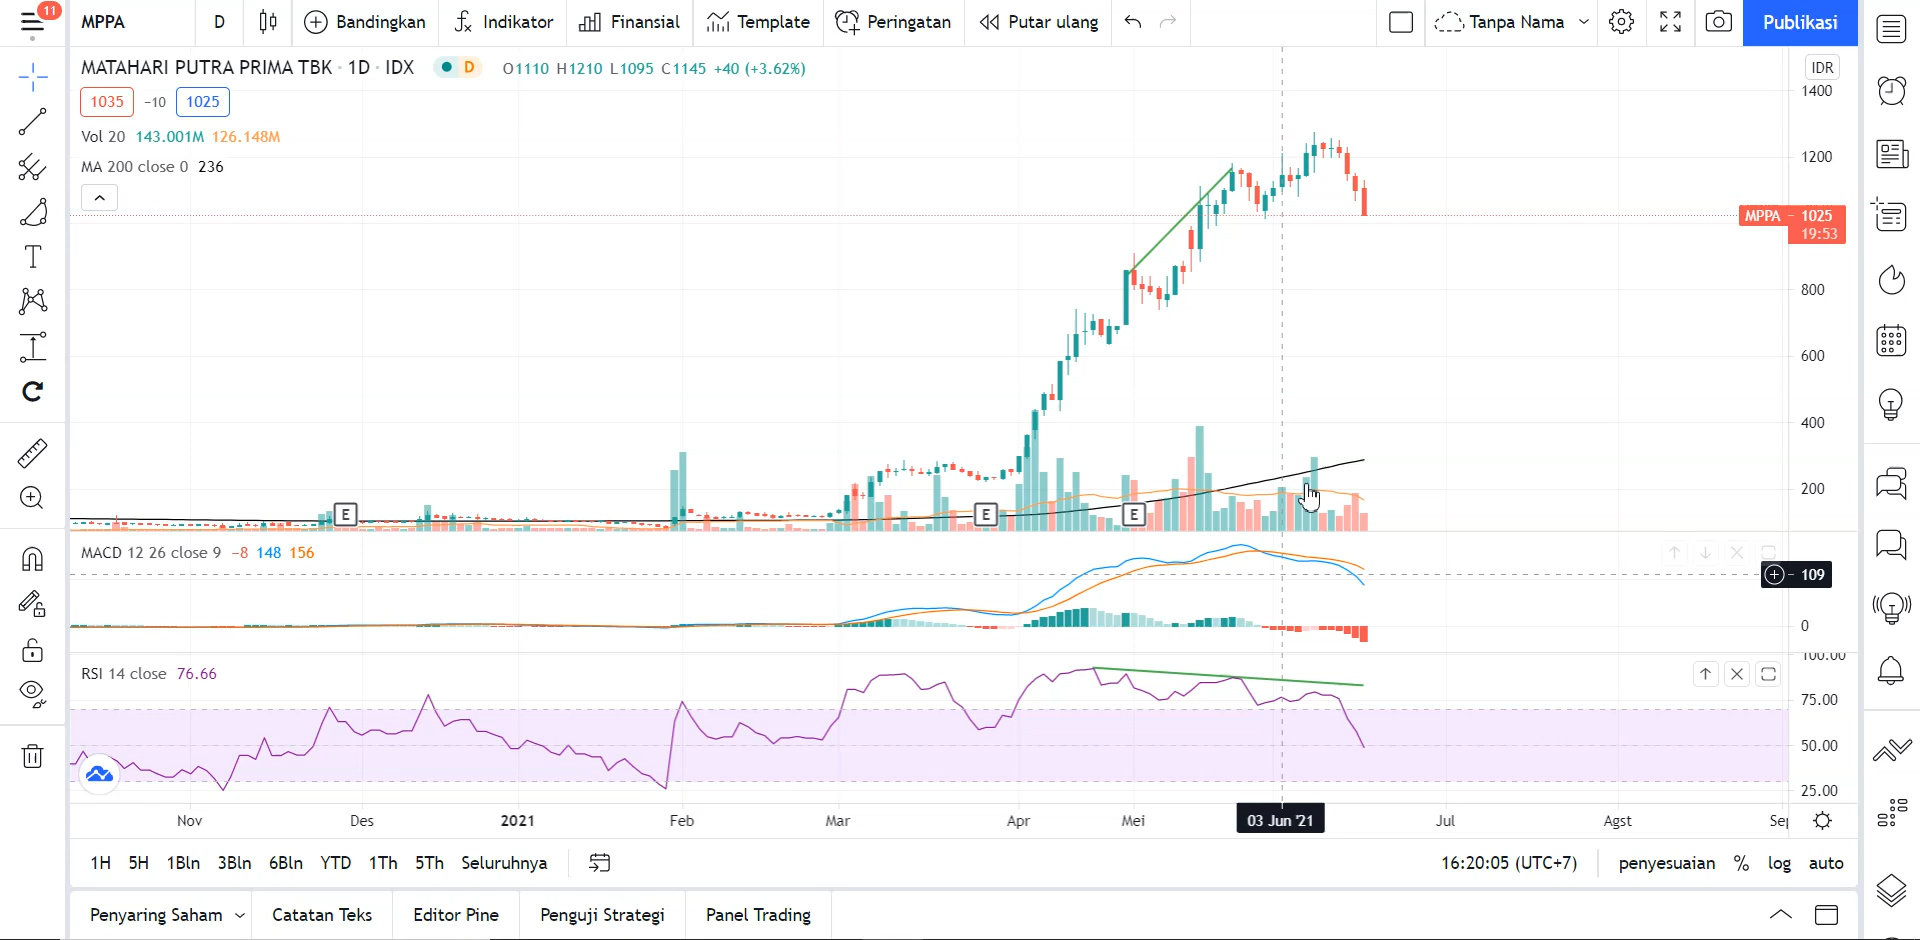 11
MPPA D Bandingkan Indikator Finansial Template Peringatan Putar ulang Tanpa Nama Publikasi
MATAHARI PUTRA PRIMA TBK · 1D · IDX D O1110 H1210 L1095 C1145 +40 (+3.62%)
IDR
1035 −10 1025
Vol 20 143.001M 126.148M
MA 200 close 0 236
1400
1200
MPPA 1025
19:53
800
600
400
200
E E E
MACD 12 26 close 9 −8 148 156
109
0
RSI 14 close 76.66
100.00
75.00
50.00
25.00
Nov Des 2021 Feb Mar Apr Mei 03 Jun '21 Jul Agst Sep
1H 5H 1Bln 3Bln 6Bln YTD 1Th 5Th Seluruhnya 16:20:05 (UTC+7) penyesuaian % log auto
Penyaring Saham Catatan Teks Editor Pine Penguji Strategi Panel Trading